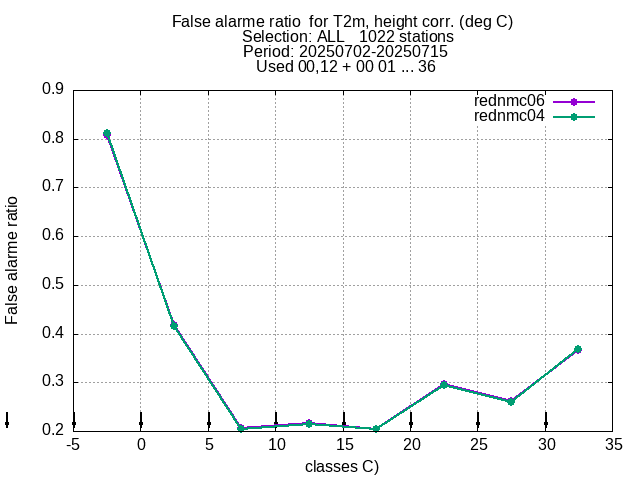 False alarme ratio  for T2m, height corr. (deg C)
Selection: ALL   1022 stations
Period: 20250702-20250715
Used 00,12 + 00 01 ... 36
rednmc06
rednmc04
0.9
0.8
0.7
0.6
0.5
0.4
0.3
0.2
False alarme ratio
-5 0 5 10 15 20 25 30 35
classes C)